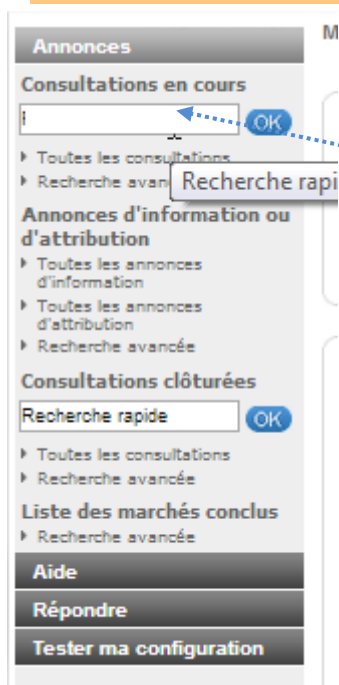 Annonces
Consultations en cours
OK
Toutes les consultations
Recherche avan
Recherche rapi
Annonces d'information ou
d'attribution
Toutes les annonces
d'information
Toutes les annonces
d'attribution
Recherche avancée
Consultations clôturées
Recherche rapide OK
Toutes les consultations
Recherche avancée
Liste des marchés conclus
Recherche avancée
Aide
Répondre
Tester ma configuration